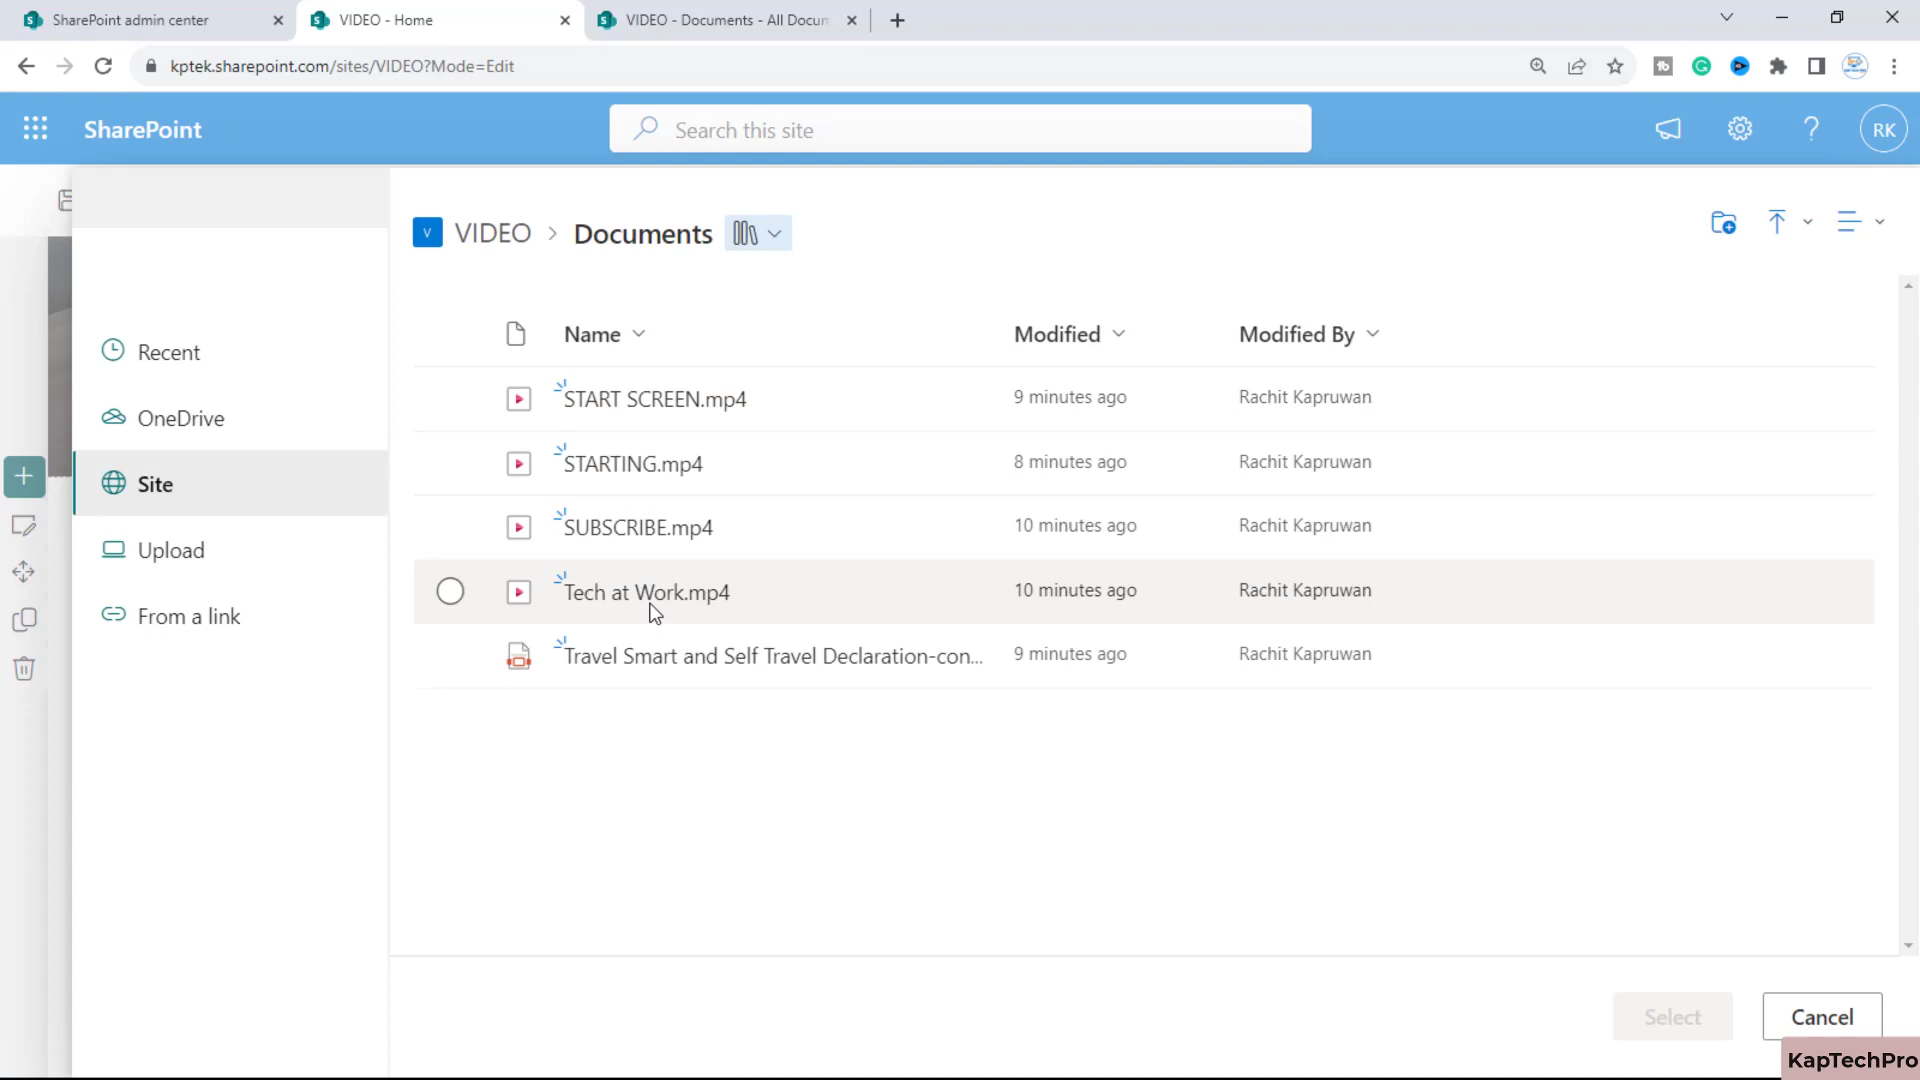 SharePoint admin center
VIDEO - Home
VIDEO - Documents - All Docum
kptek.sharepoint.com/sites/VIDEO?Mode=Edit
SharePoint
Search this site
RK
V VIDEO > Documents
Recent
OneDrive
Site
Upload
From a link
Name Modified Modified By
START SCREEN.mp4 9 minutes ago Rachit Kapruwan
STARTING.mp4 8 minutes ago Rachit Kapruwan
SUBSCRIBE.mp4 10 minutes ago Rachit Kapruwan
Tech at Work.mp4 10 minutes ago Rachit Kapruwan
Travel Smart and Self Travel Declaration-con... 9 minutes ago Rachit Kapruwan
Select Cancel
KapTechPro